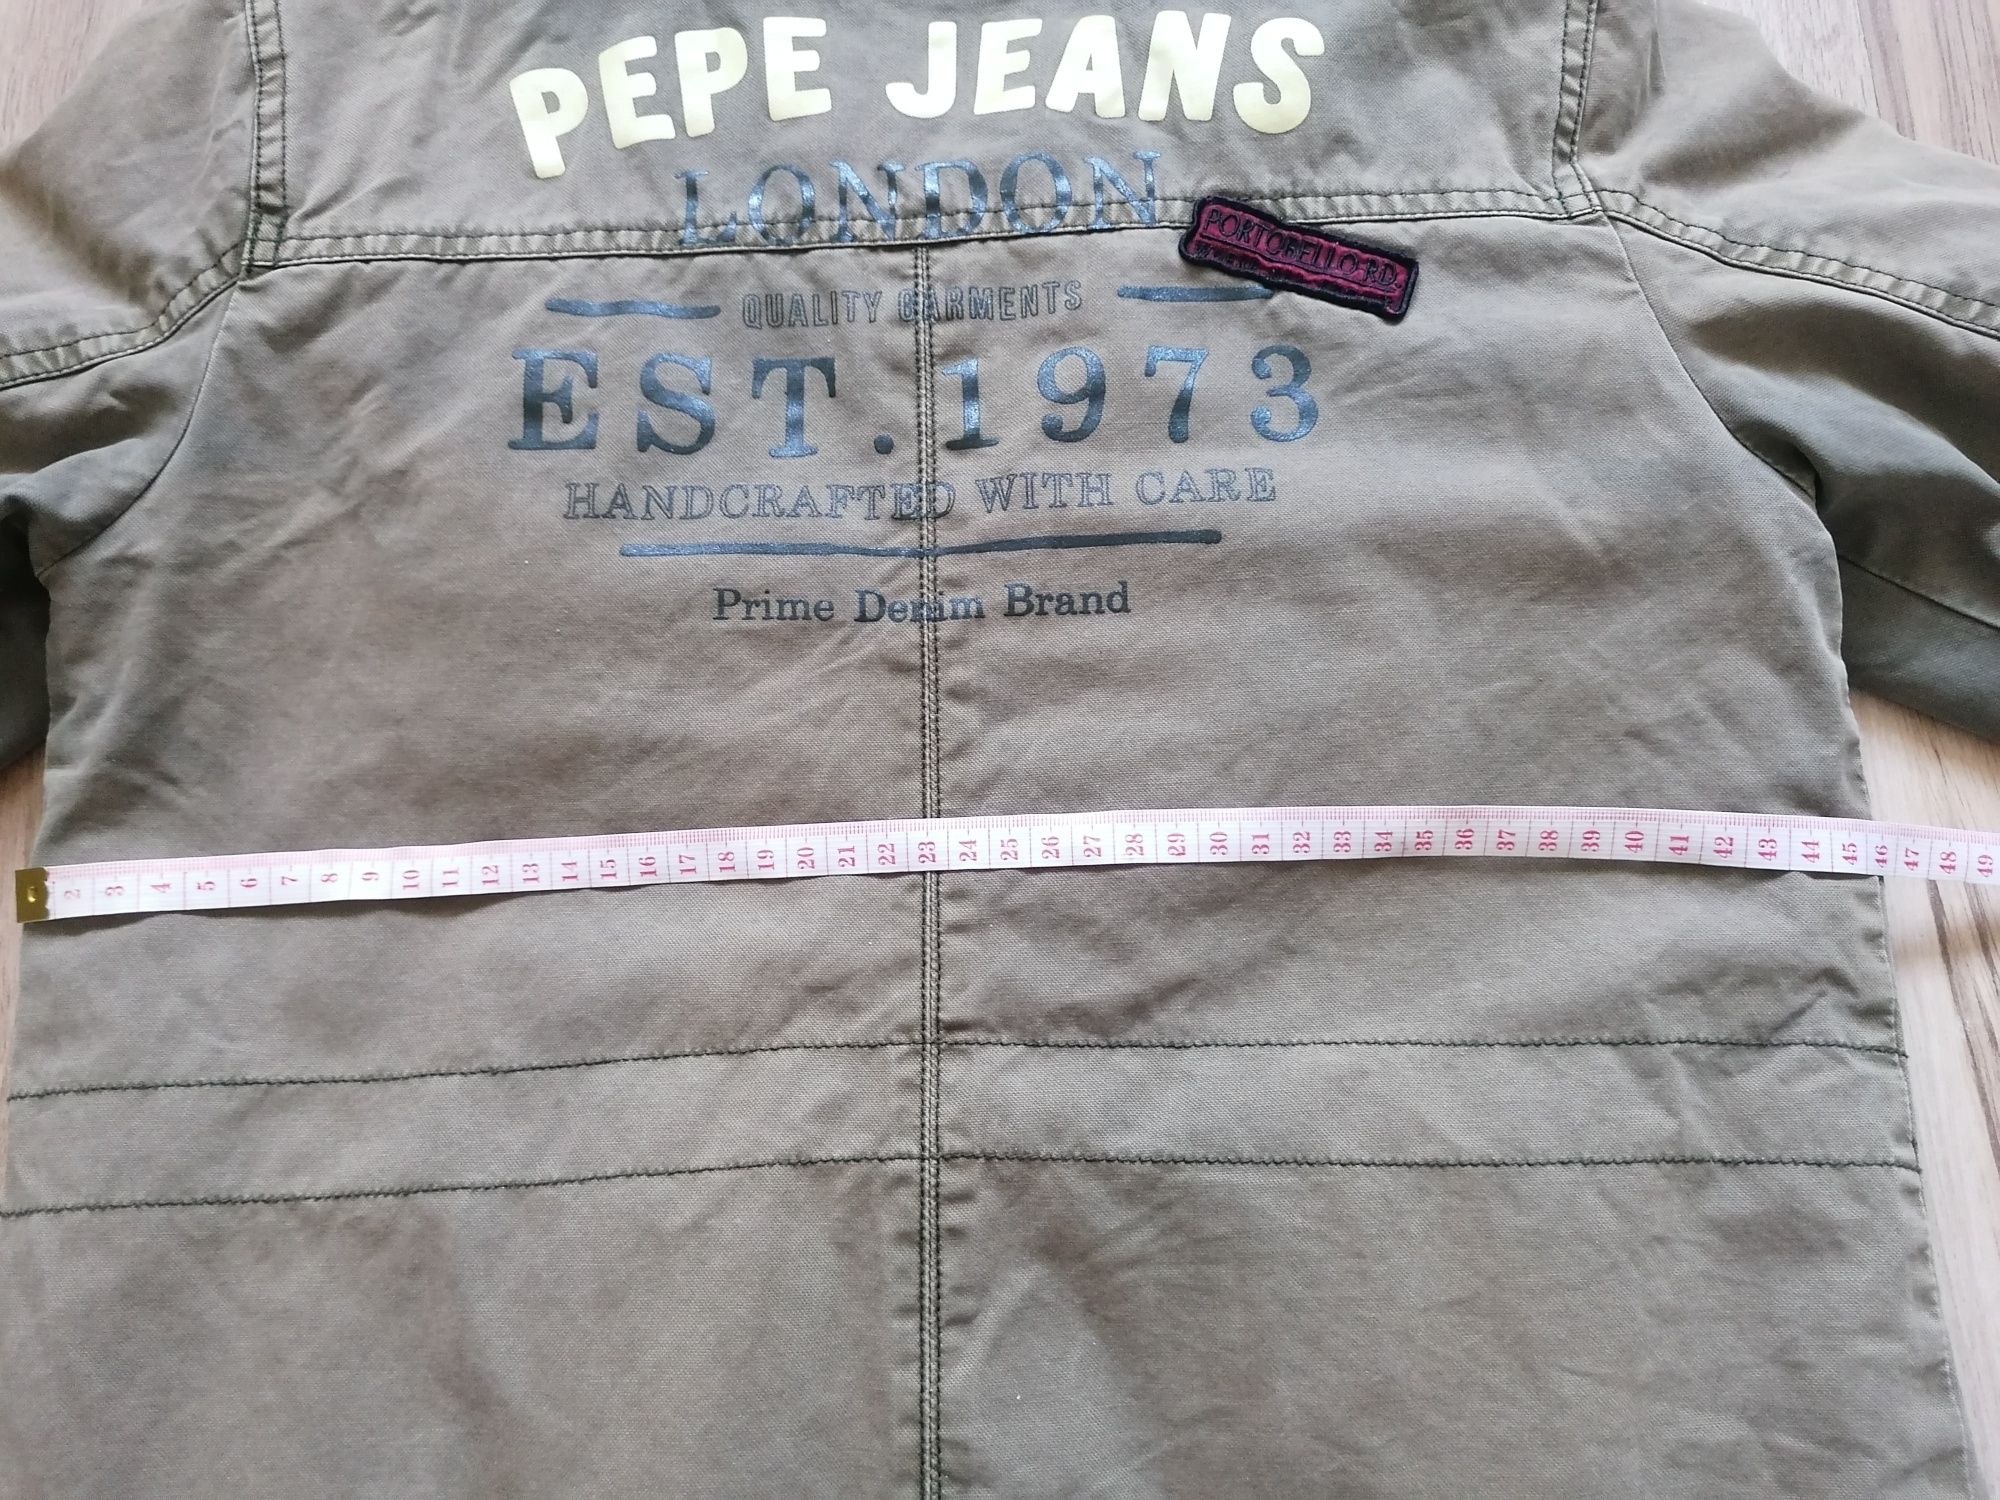 PEPE JEANS
LONDON
PORTOBELLO RD.
QUALITY GARMENTS
EST.1973
HANDCRAFTED WITH CARE
Prime Denim Brand
2 3 4 5 6 7 8 9 10 11 12 13 14 15 16 17 18 19 20 21 22 23 24 25 26 27 28 29 30 31 32 33 34 35 36 37 38 39 40 41 42 43 44 45 46 47 48 49